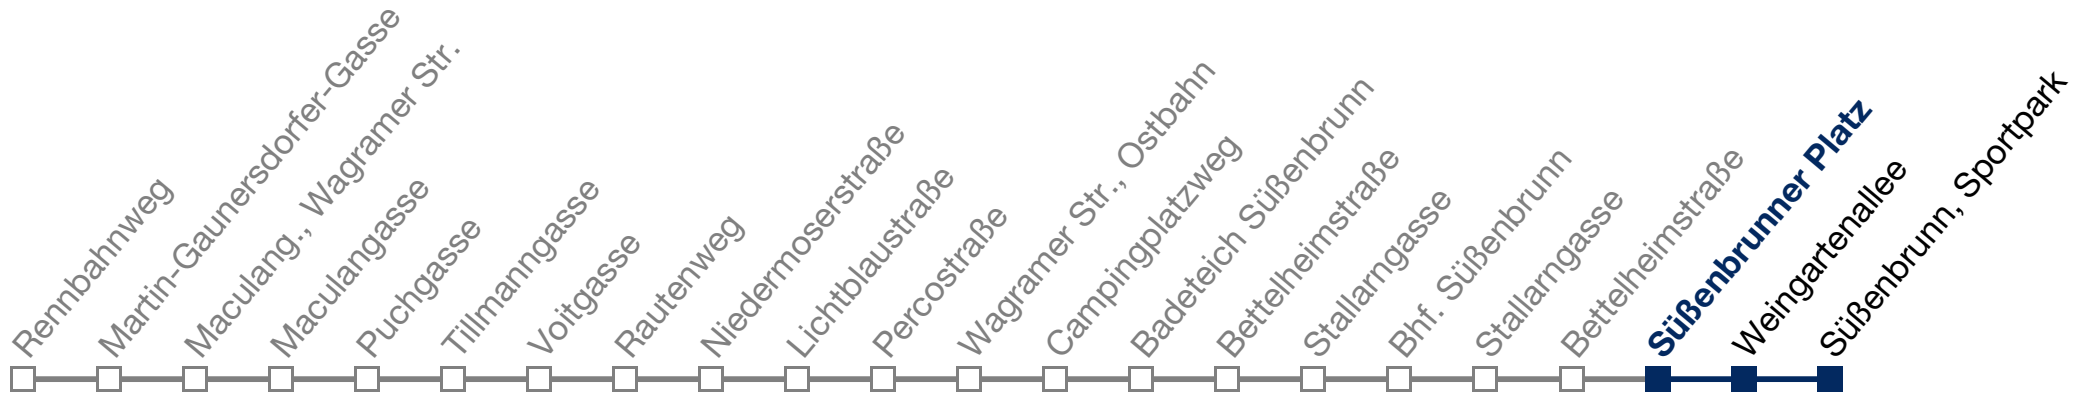 Rennbahnweg
Martin-Gaunersdorfer-Gasse
Maculang., Wagramer Str.
Maculangasse
Puchgasse
Tillmanngasse
Voitgasse
Rautenweg
Niedermoserstraße
Lichtblaustraße
Percostraße
Wagramer Str., Ostbahn
Campingplatzweg
Badeteich Süßenbrunn
Bettelheimstraße
Stallarngasse
Bhf. Süßenbrunn
Stallarngasse
Bettelheimstraße
Süßenbrunner Platz
Weingartenallee
Süßenbrunn, Sportpark